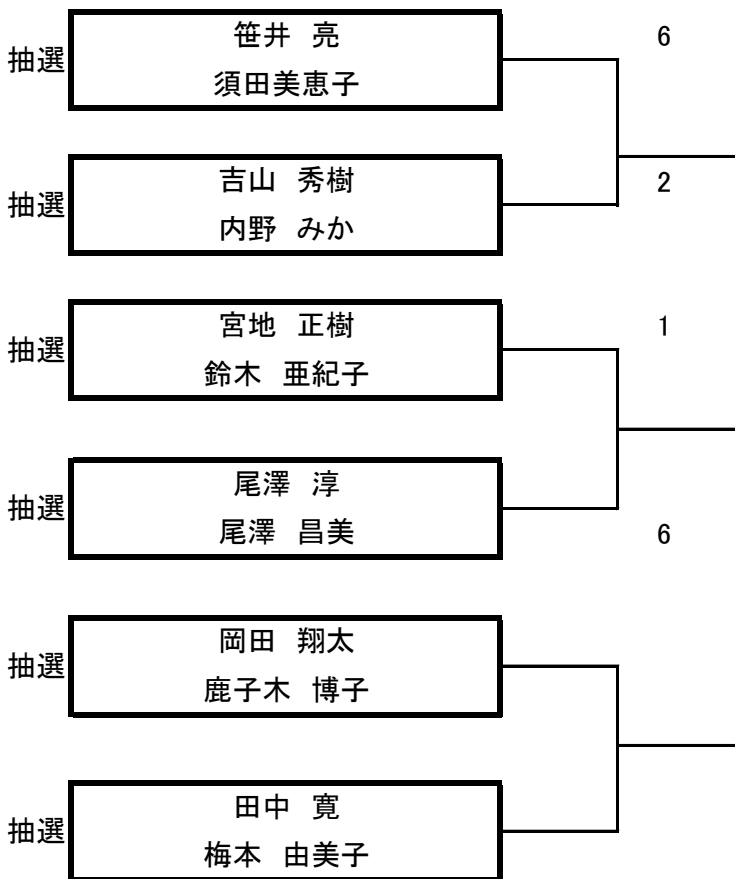 笹井 亮 6
抽選
須田美恵子
吉山 秀樹 2
抽選
内野 みか
宮地 正樹 1
抽選
鈴木 亜紀子
尾澤 淳
抽選
尾澤 昌美 6
岡田 翔太
抽選
鹿子木 博子
田中 寛
抽選
梅本 由美子